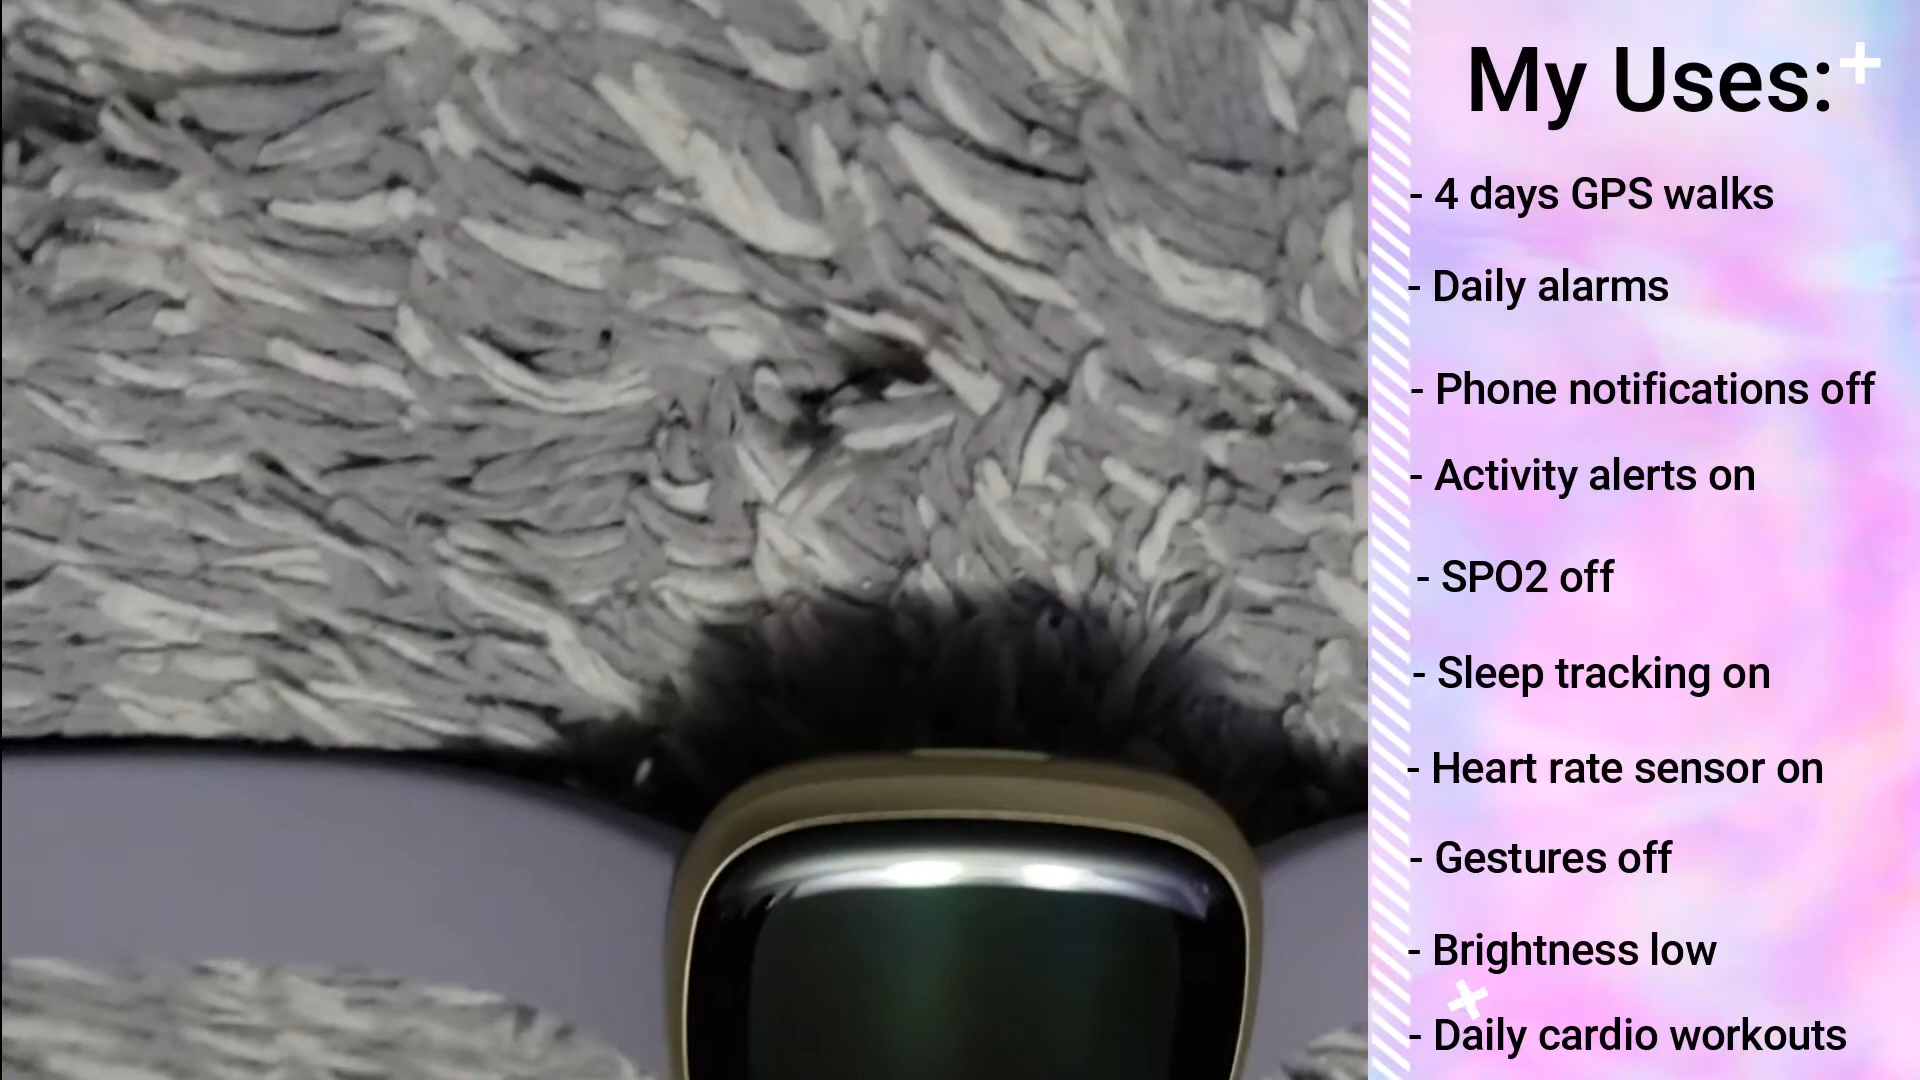 My Uses:
- 4 days GPS walks
- Daily alarms
- Phone notifications off
- Activity alerts on
- SPO2 off
- Sleep tracking on
- Heart rate sensor on
- Gestures off
- Brightness low
- Daily cardio workouts